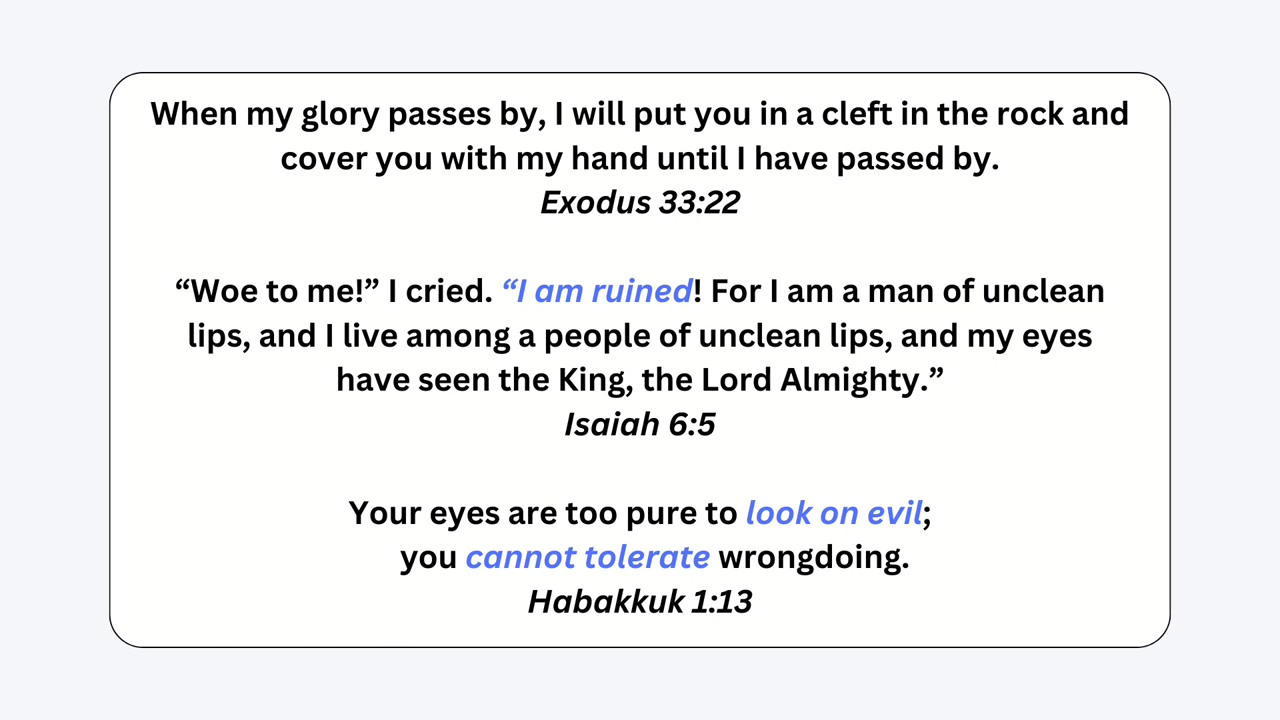 When my glory passes by, I will put you in a cleft in the rock and
cover you with my hand until I have passed by.
Exodus 33:22
“Woe to me!” I cried. “I am ruined! For I am a man of unclean
lips, and I live among a people of unclean lips, and my eyes
have seen the King, the Lord Almighty.”
Isaiah 6:5
Your eyes are too pure to look on evil;
you cannot tolerate wrongdoing.
Habakkuk 1:13